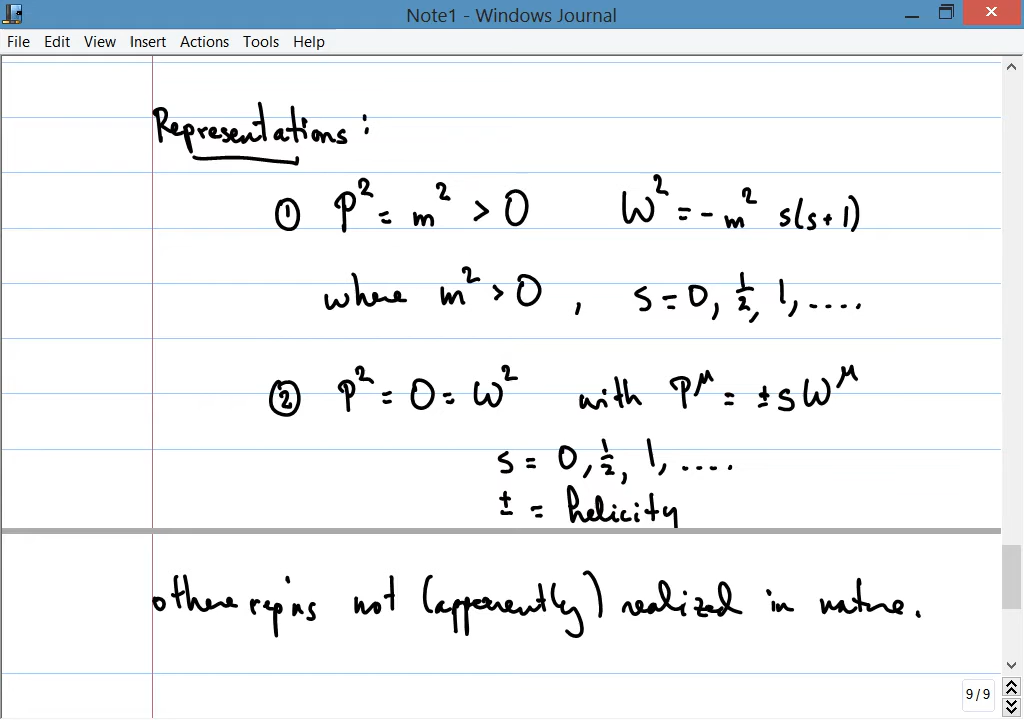 Note1 - Windows Journal
File Edit View Insert Actions Tools Help
Representations:
① P² = m² > 0 W² = -m² s(s+1)
where m² > 0, s = 0, 1/2, 1, ....
② P² = 0 = W² with P^μ = ± s W^μ
s = 0, 1/2, 1, ....
± = helicity
other rep'ns not (apparently) realized in nature.
9/9